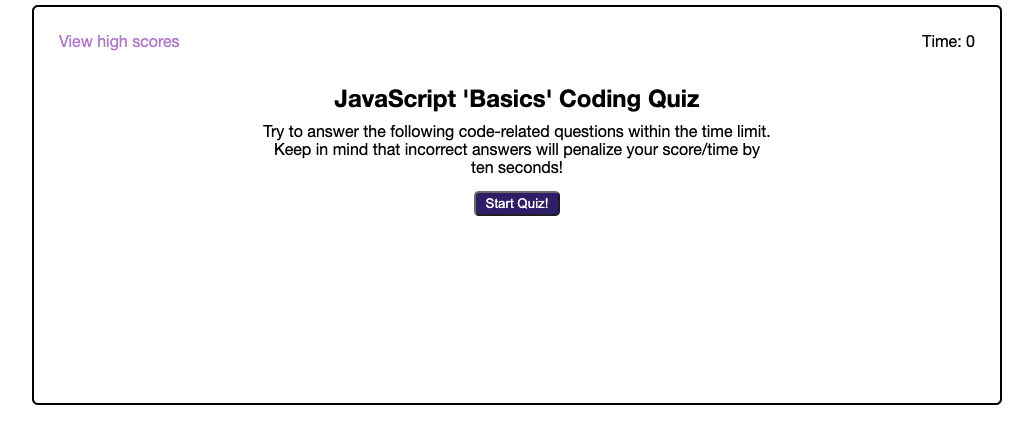 View high scores
Time: 0
JavaScript 'Basics' Coding Quiz
Try to answer the following code-related questions within the time limit.
Keep in mind that incorrect answers will penalize your score/time by
ten seconds!
Start Quiz!